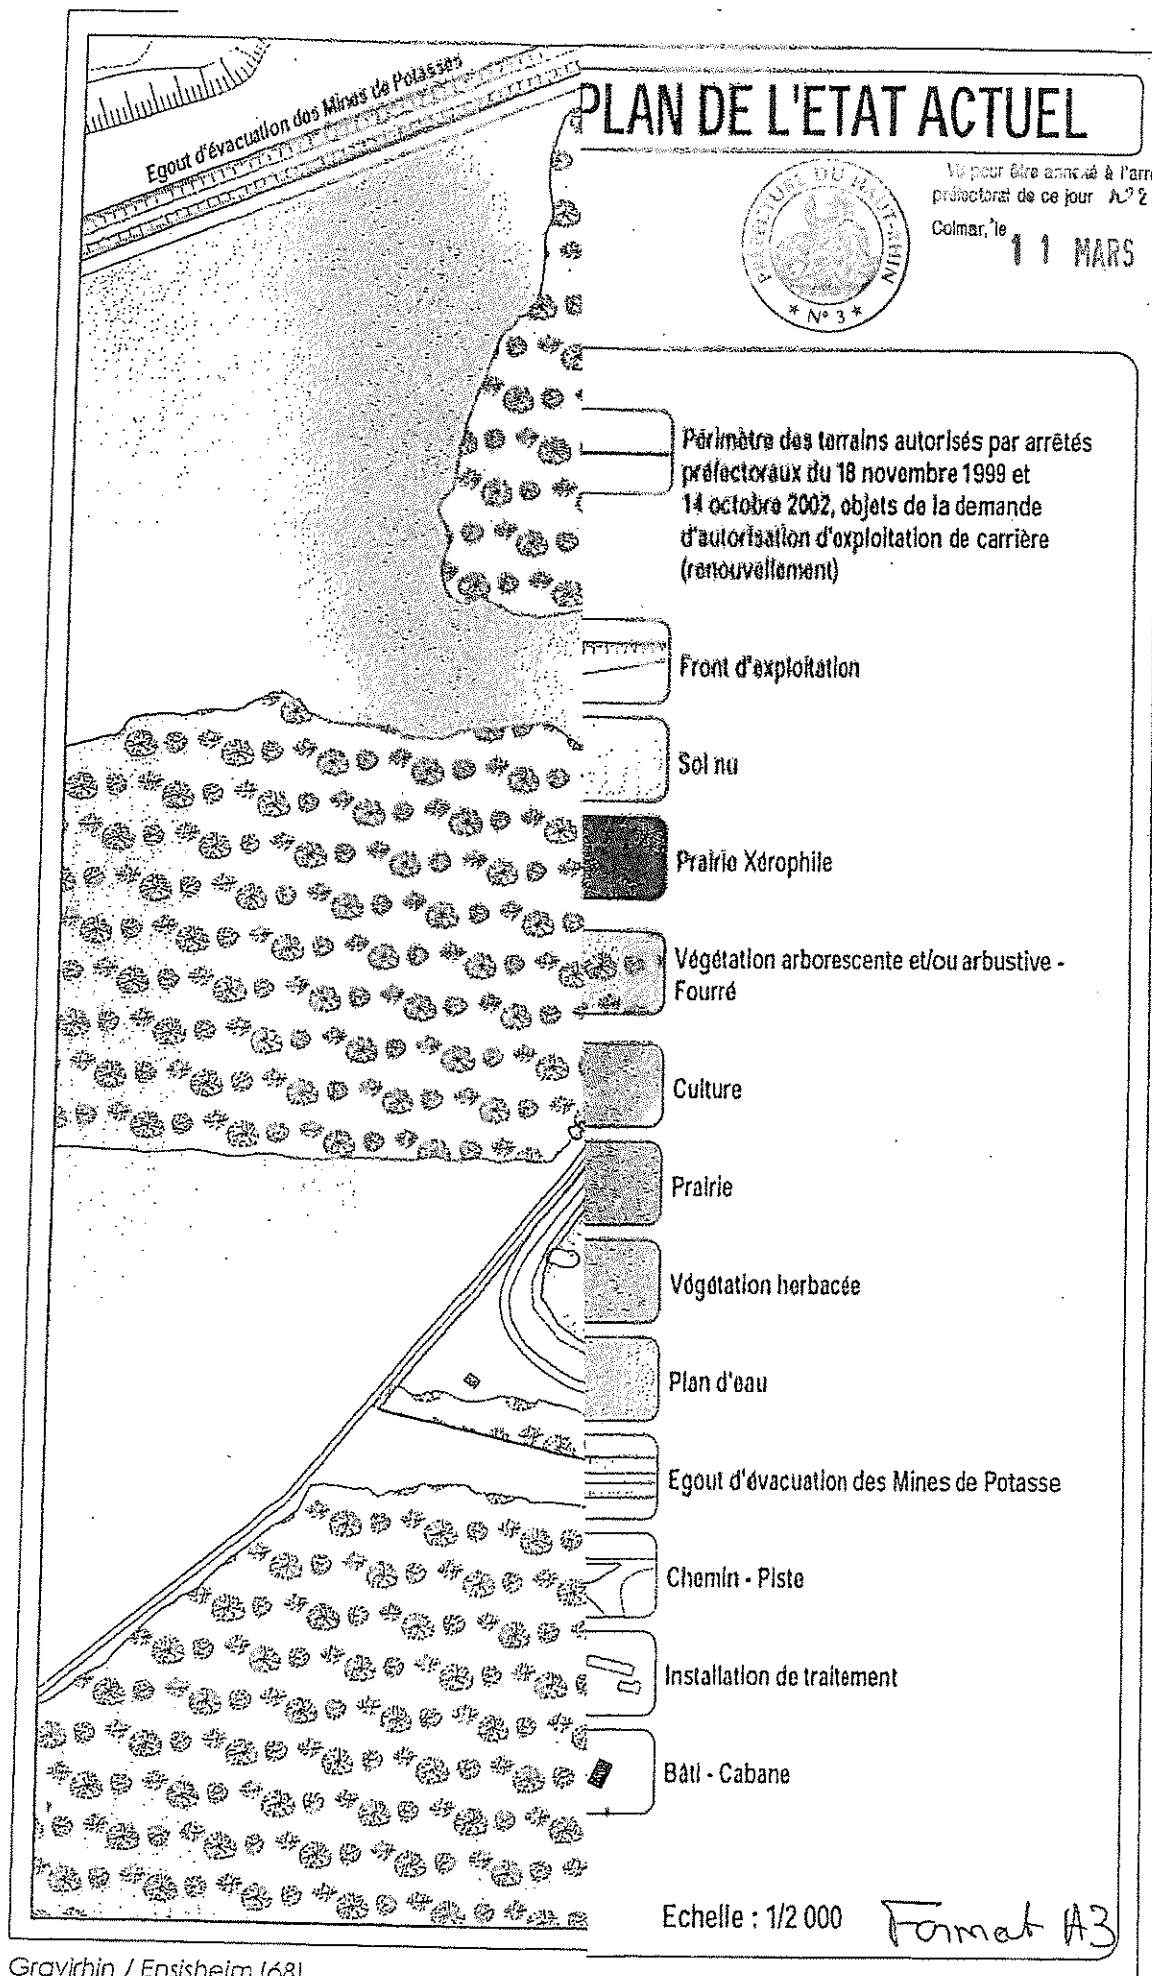 Egout d'évacuation des Mines de Potasses
PLAN DE L'ETAT ACTUEL
PREFECTURE DU HAUT-RHIN
* N° 3 *
Vu pour être annexé à l'arr
préfectoral de ce jour
Colmar, le 11 MARS
Périmètre des terrains autorisés par arrêtés
préfectoraux du 18 novembre 1999 et
14 octobre 2002, objets de la demande
d'autorisation d'exploitation de carrière
(renouvellement)
Front d'exploitation
Sol nu
Prairie Xérophile
Végétation arborescente et/ou arbustive -
Fourré
Culture
Prairie
Végétation herbacée
Plan d'eau
Egout d'évacuation des Mines de Potasse
Chemin - Piste
Installation de traitement
Bâti - Cabane
Echelle : 1/2 000 Format A3
Gravirhin / Ensisheim (68)